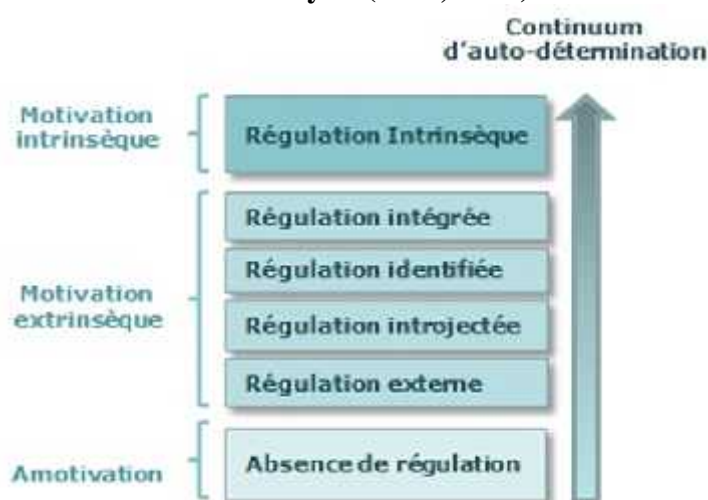 Continuum
d'auto-détermination
Motivation
intrinsèque
Régulation Intrinsèque
Motivation
extrinsèque
Régulation intégrée
Régulation identifiée
Régulation introjectée
Régulation externe
Amotivation
Absence de régulation